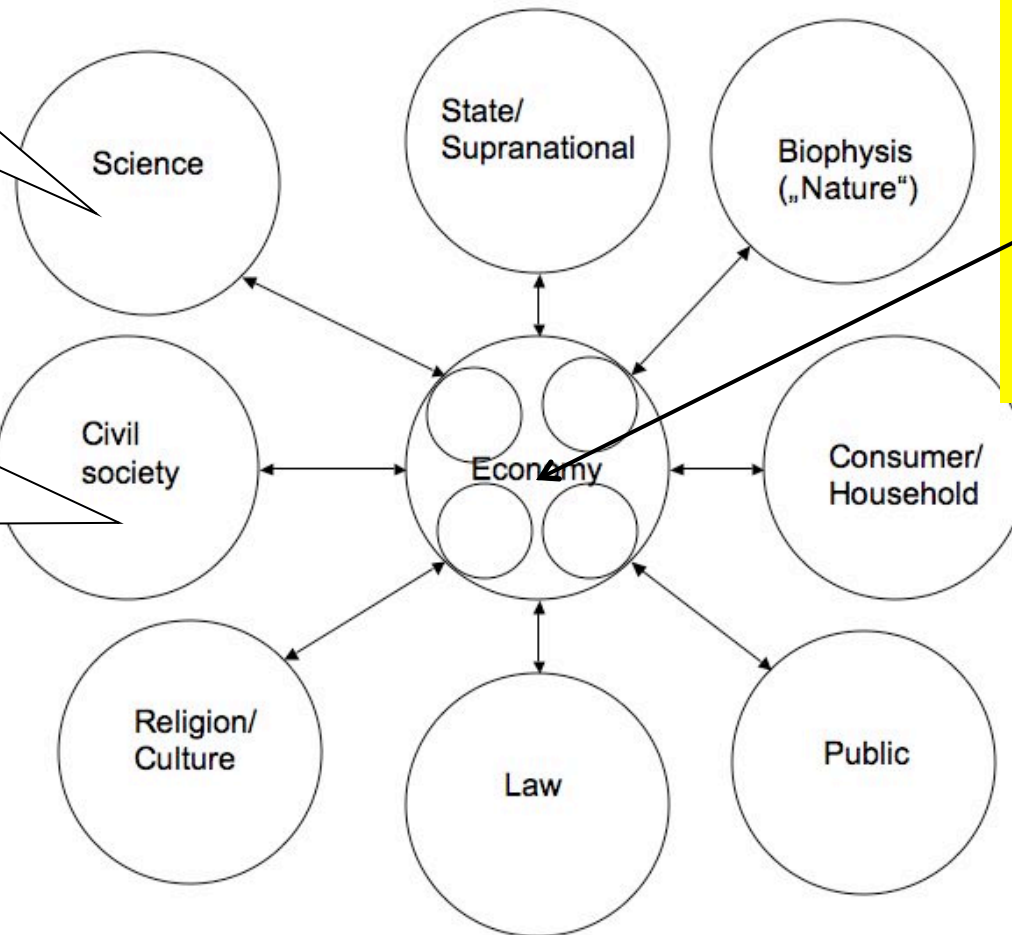 Science
State/
Supranational
Biophysis
(„Nature“)
Civil
society
Economy
Consumer/
Household
Religion/
Culture
Law
Public